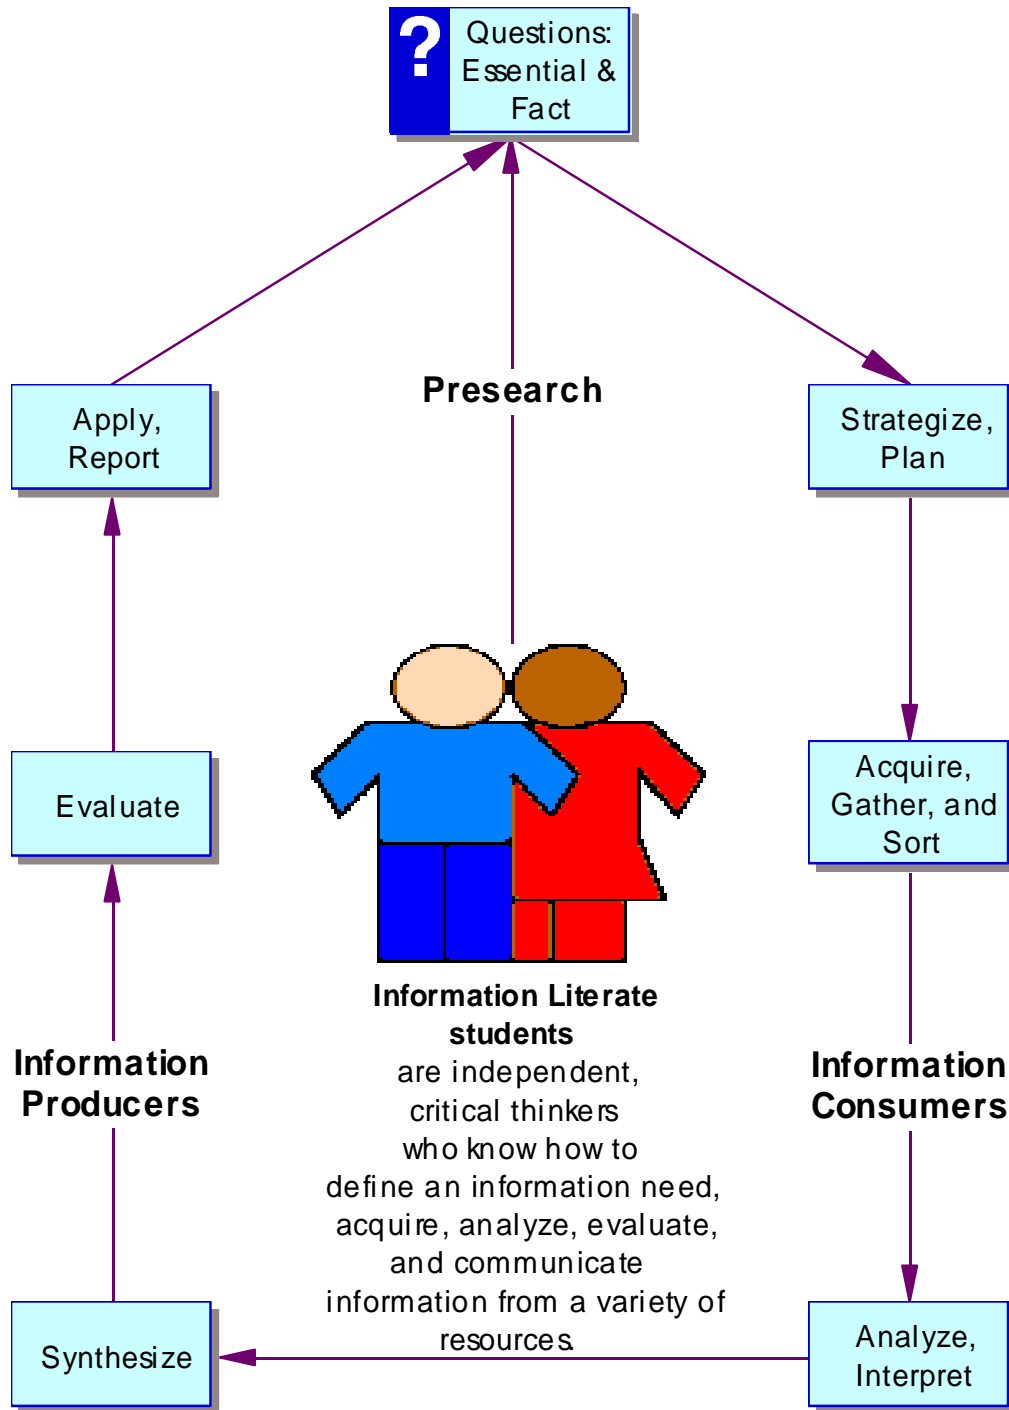 ?
Questions:
Essential &
Fact
Presearch
Apply,
Report
Strategize,
Plan
Evaluate
Acquire,
Gather, and
Sort
Information
Producers
Information Literate
students
are independent,
critical thinkers
who know how to
define an information need,
acquire, analyze, evaluate,
and communicate
information from a variety of
resources.
Information
Consumers
Synthesize
Analyze,
Interpret